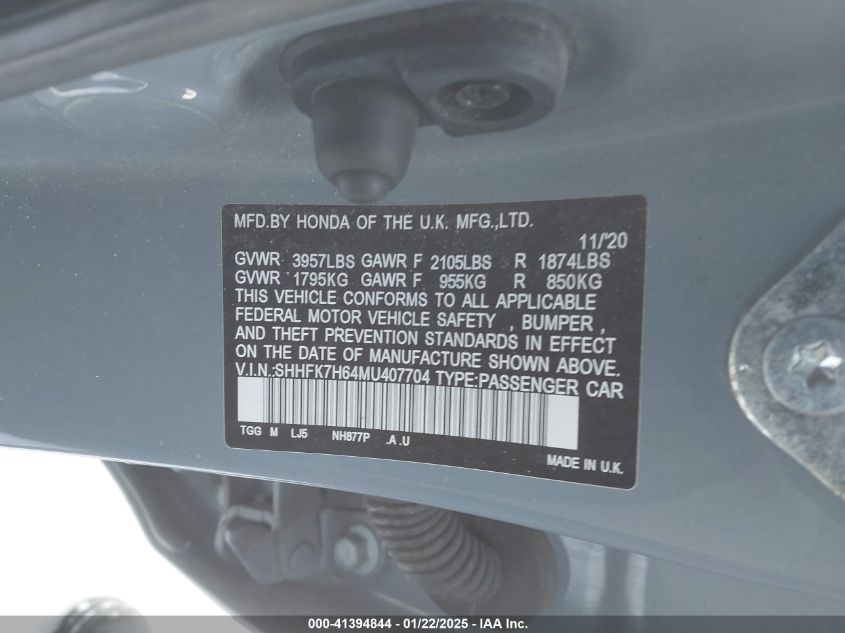 MFD.BY HONDA OF THE U.K. MFG.,LTD.
11/'20
GVWR 3957LBS GAWR F 2105LBS R 1874LBS
GVWR 1795KG GAWR F 955KG R 850KG
THIS VEHICLE CONFORMS TO ALL APPLICABLE
FEDERAL MOTOR VEHICLE SAFETY , BUMPER ,
AND THEFT PREVENTION STANDARDS IN EFFECT
ON THE DATE OF MANUFACTURE SHOWN ABOVE.
V.I.N.:SHHFK7H64MU407704 TYPE:PASSENGER CAR
TGG M LJ5 NH877P .A .U
MADE IN U.K.
000-41394844 - 01/22/2025 - IAA Inc.